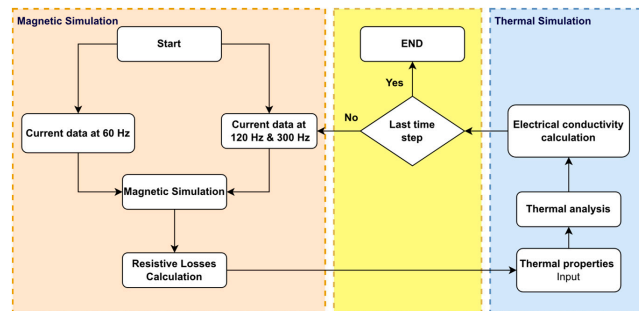 Magnetic Simulation
Start
Current data at 60 Hz
Current data at
120 Hz & 300 Hz
Magnetic Simulation
Resistive Losses
Calculation
END
Yes
No
Last time
step
Thermal Simulation
Electrical conductivity
calculation
Thermal analysis
Thermal properties
Input